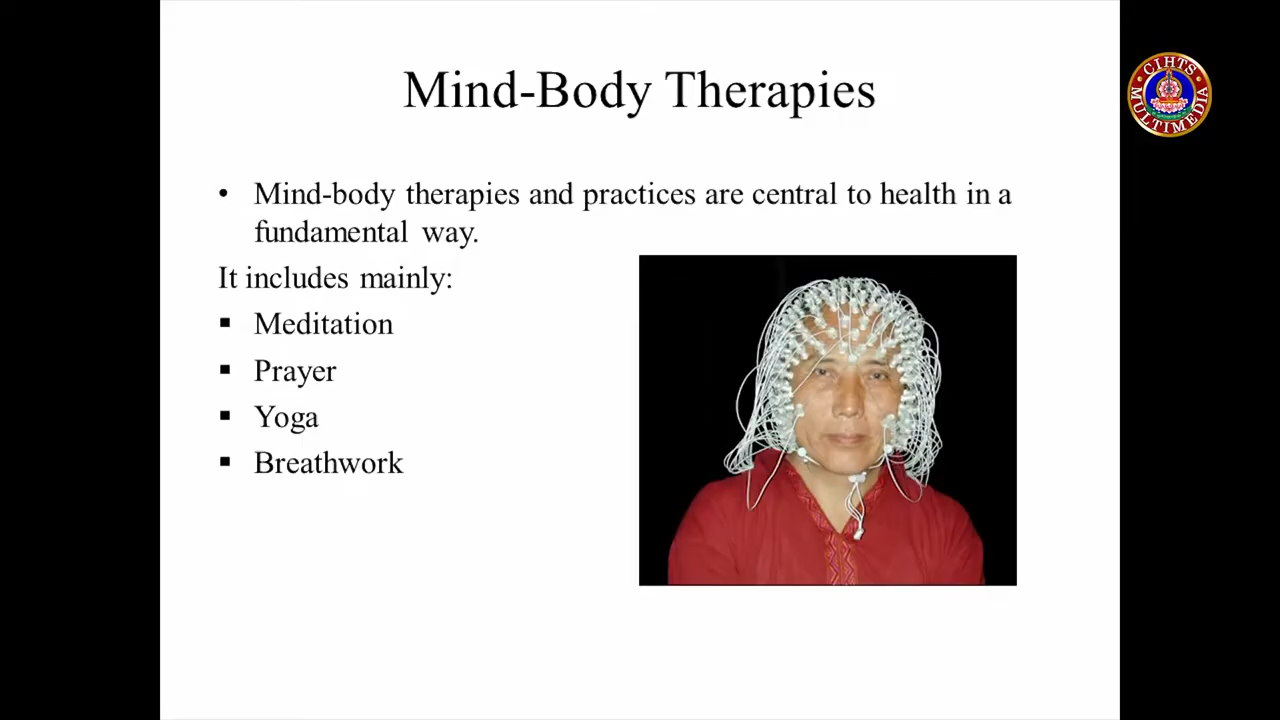 Mind-Body Therapies
• Mind-body therapies and practices are central to health in a
fundamental way.
It includes mainly:
▪ Meditation
▪ Prayer
▪ Yoga
▪ Breathwork
CIHTS
MULTIMEDIA